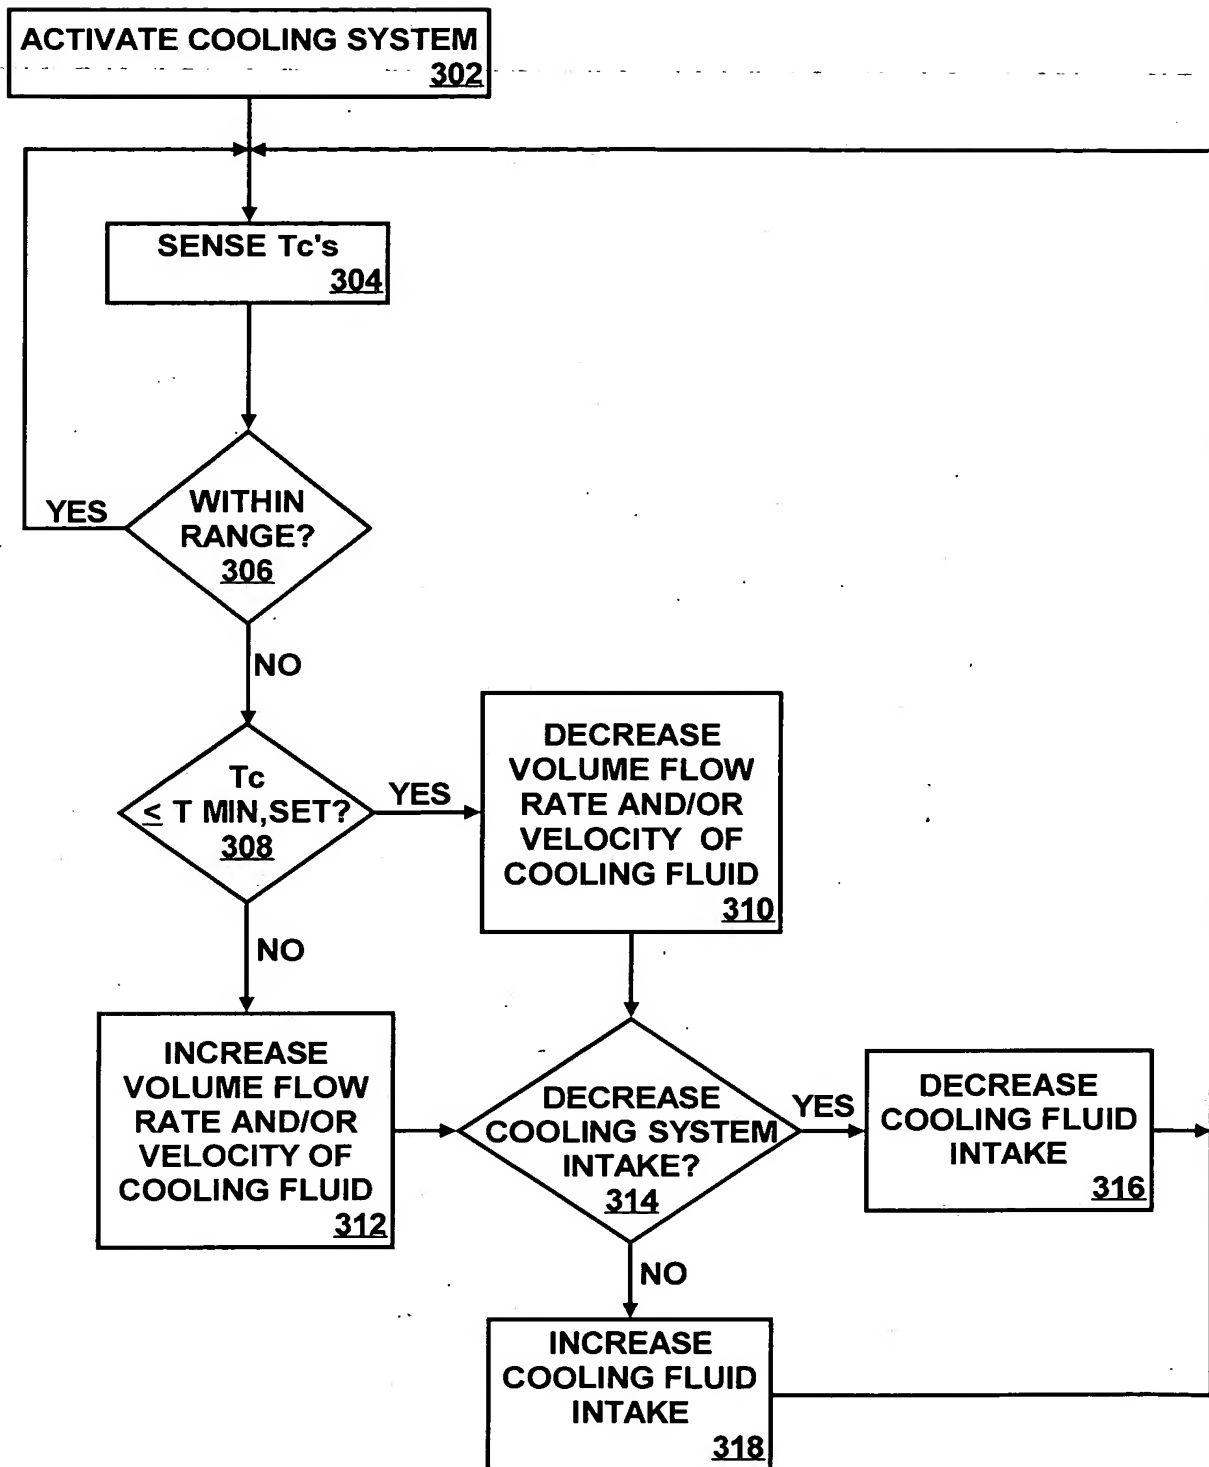 ACTIVATE COOLING SYSTEM
302
SENSE Tc's
304
WITHIN
RANGE?
306
YES
NO
Tc
≤ T MIN,SET?
308
YES
NO
DECREASE
VOLUME FLOW
RATE AND/OR
VELOCITY OF
COOLING FLUID
310
INCREASE
VOLUME FLOW
RATE AND/OR
VELOCITY OF
COOLING FLUID
312
DECREASE
COOLING SYSTEM
INTAKE?
314
YES
NO
DECREASE
COOLING FLUID
INTAKE
316
INCREASE
COOLING FLUID
INTAKE
318